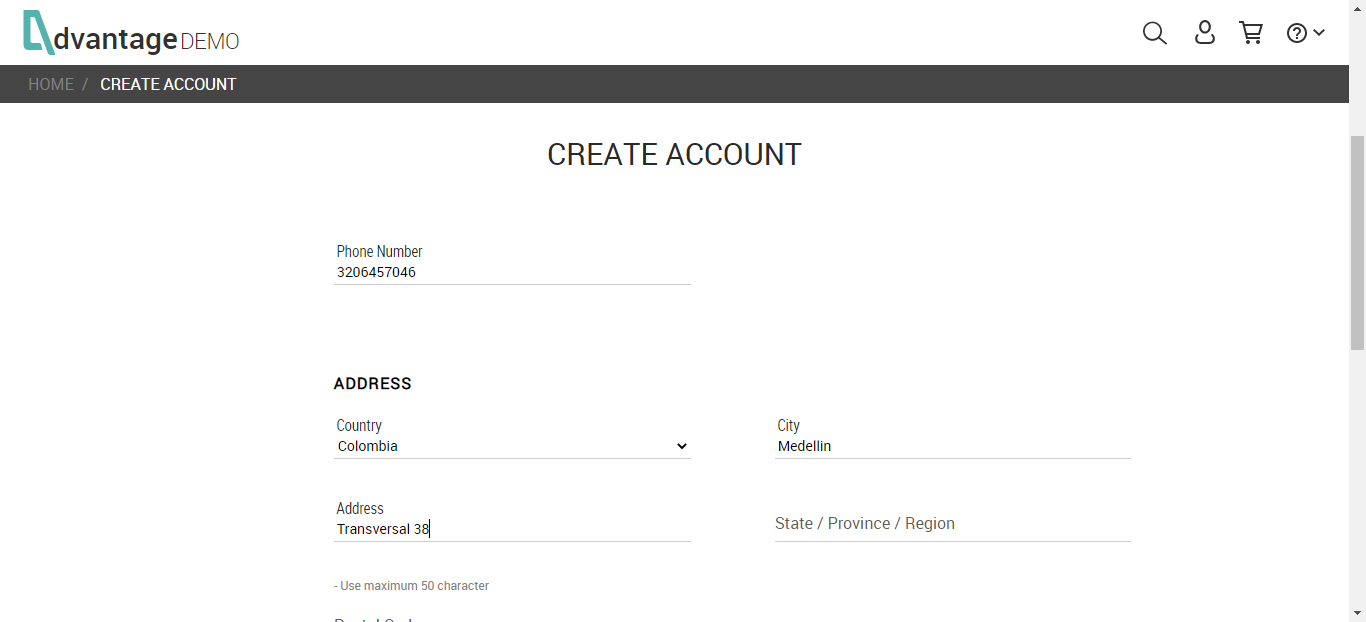 dvantage DEMO
HOME / CREATE ACCOUNT
CREATE ACCOUNT
Phone Number
3206457046
ADDRESS
Country
Colombia
City
Medellin
Address
Transversal 38
State / Province / Region
- Use maximum 50 character